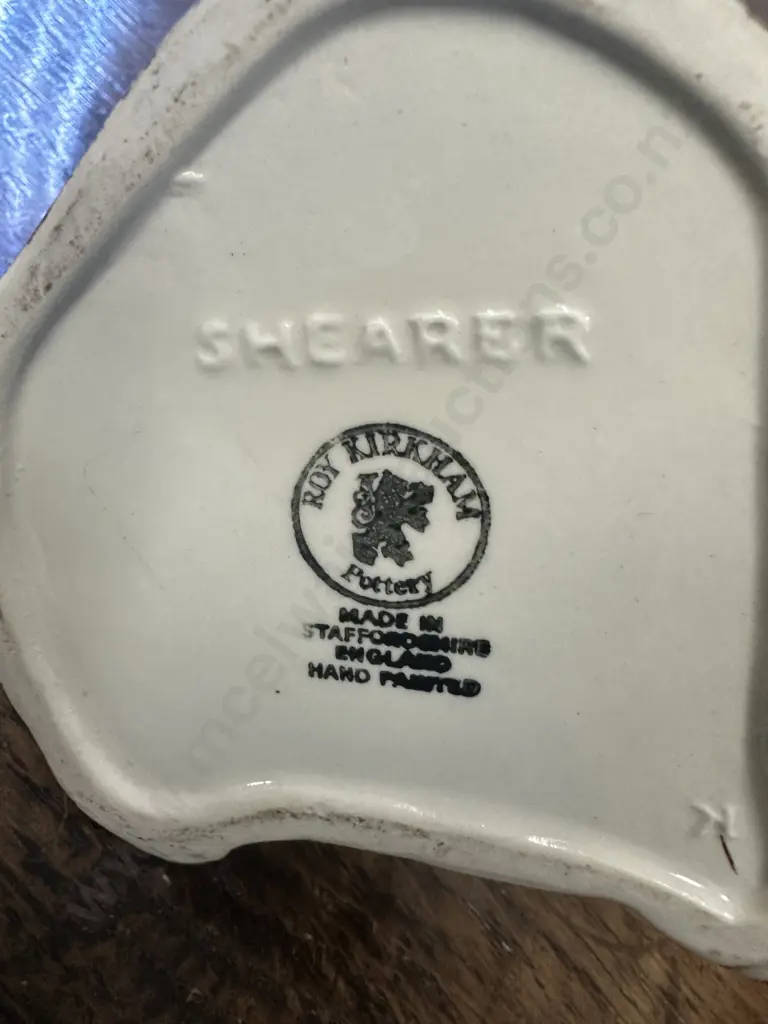 SHEARER
ROY KIRKHAM
Pottery
MADE IN
STAFFORDSHIRE
ENGLAND
HAND PAINTED
K